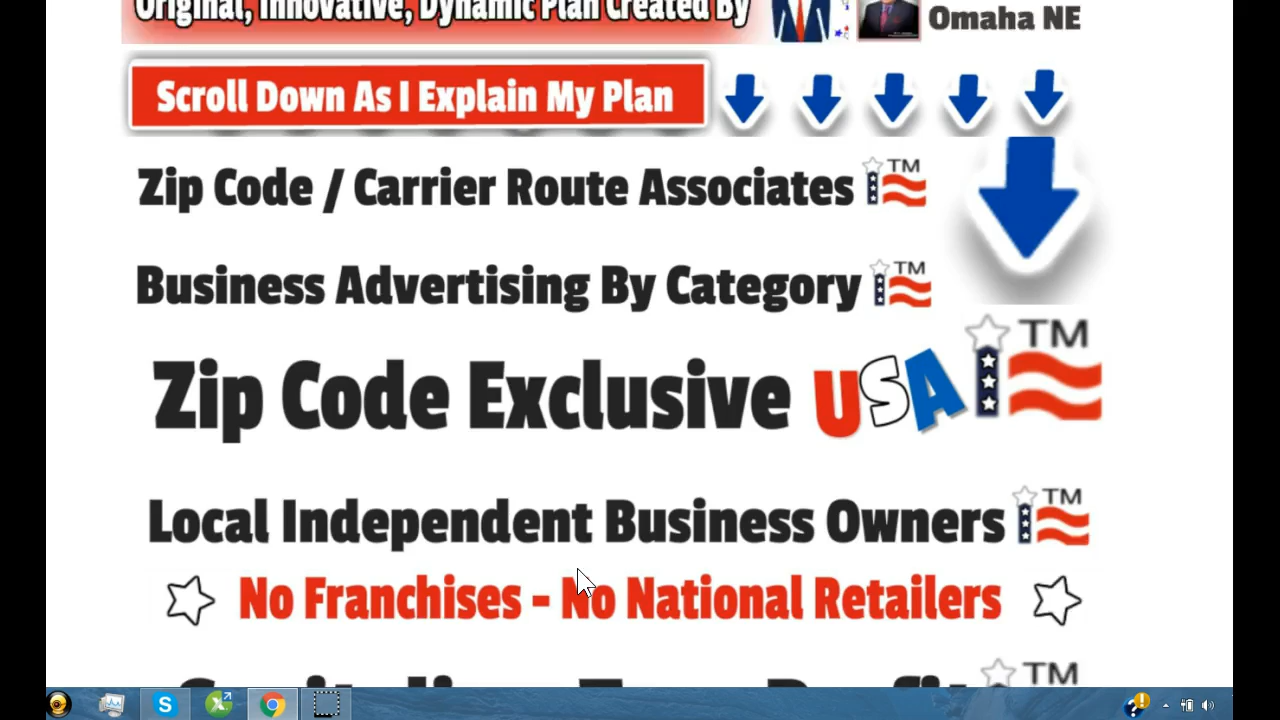 Original, Innovative, Dynamic Plan Created By
Omaha NE
Scroll Down As I Explain My Plan
Zip Code / Carrier Route Associates TM
Business Advertising By Category TM
Zip Code Exclusive USA TM
Local Independent Business Owners TM
No Franchises - No National Retailers
TM